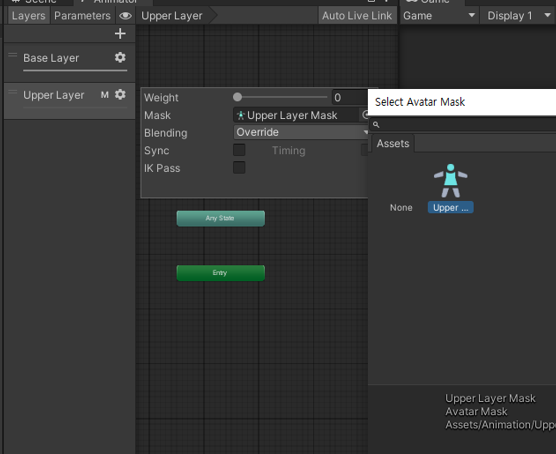 Scene Animator Game
Layers Parameters Upper Layer Auto Live Link Game Display 1
Base Layer
Upper Layer M
Weight 0
Mask Upper Layer Mask
Blending Override
Sync Timing
IK Pass
Any State
Entry
Select Avatar Mask
Assets
None Upper ...
Upper Layer Mask
Avatar Mask
Assets/Animation/Uppe